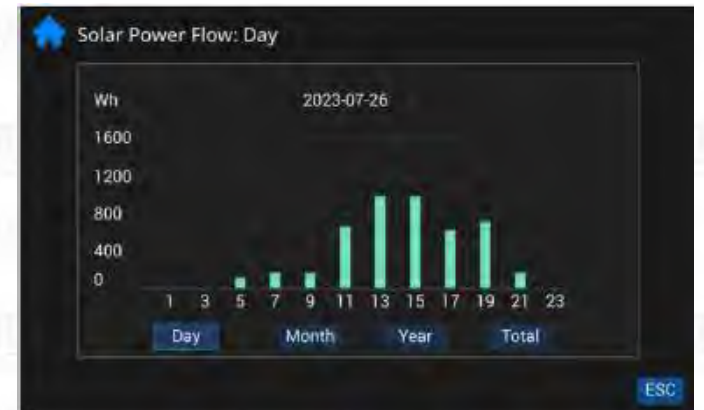 Solar Power Flow: Day
Wh 2023-07-26
1600
1200
800
400
0
1 3 5 7 9 11 13 15 17 19 21 23
Day Month Year Total
ESC